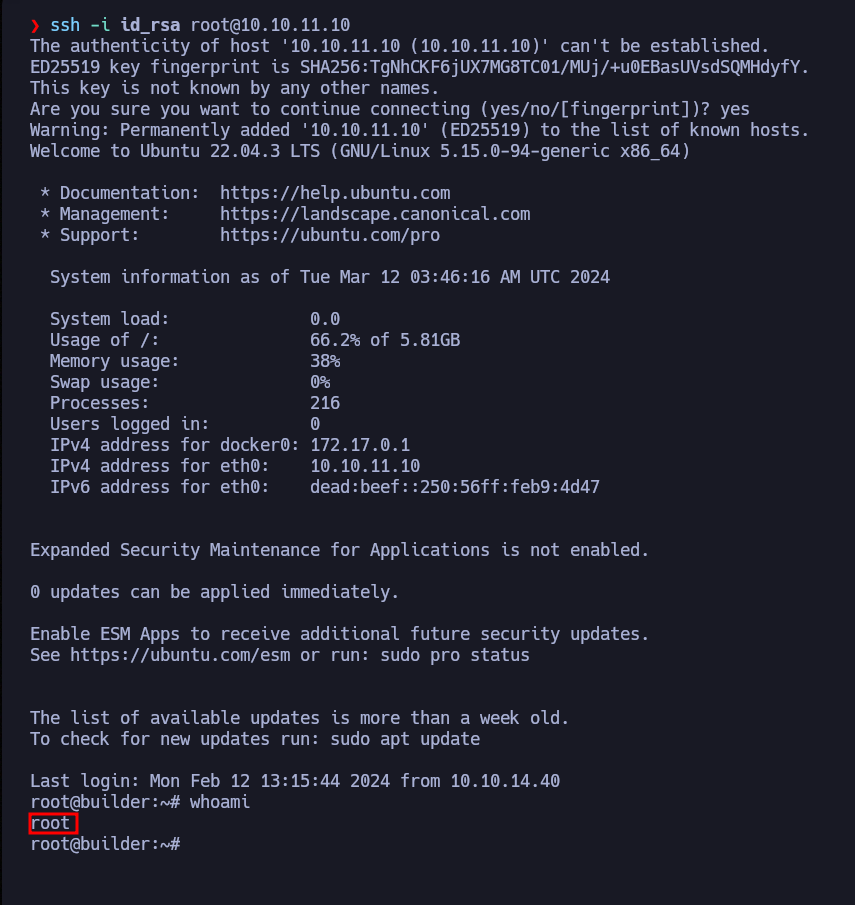 ❯ ssh -i id_rsa root@10.10.11.10
The authenticity of host '10.10.11.10 (10.10.11.10)' can't be established.
ED25519 key fingerprint is SHA256:TgNhCKF6jUX7MG8TC01/MUj/+u0EBasUVsdSQMHdyfY.
This key is not known by any other names.
Are you sure you want to continue connecting (yes/no/[fingerprint])? yes
Warning: Permanently added '10.10.11.10' (ED25519) to the list of known hosts.
Welcome to Ubuntu 22.04.3 LTS (GNU/Linux 5.15.0-94-generic x86_64)
* Documentation:  https://help.ubuntu.com
* Management:     https://landscape.canonical.com
* Support:        https://ubuntu.com/pro
System information as of Tue Mar 12 03:46:16 AM UTC 2024
System load:              0.0
Usage of /:               66.2% of 5.81GB
Memory usage:             38%
Swap usage:               0%
Processes:                216
Users logged in:          0
IPv4 address for docker0: 172.17.0.1
IPv4 address for eth0:    10.10.11.10
IPv6 address for eth0:    dead:beef::250:56ff:feb9:4d47
Expanded Security Maintenance for Applications is not enabled.
0 updates can be applied immediately.
Enable ESM Apps to receive additional future security updates.
See https://ubuntu.com/esm or run: sudo pro status
The list of available updates is more than a week old.
To check for new updates run: sudo apt update
Last login: Mon Feb 12 13:15:44 2024 from 10.10.14.40
root@builder:~# whoami
root
root@builder:~#